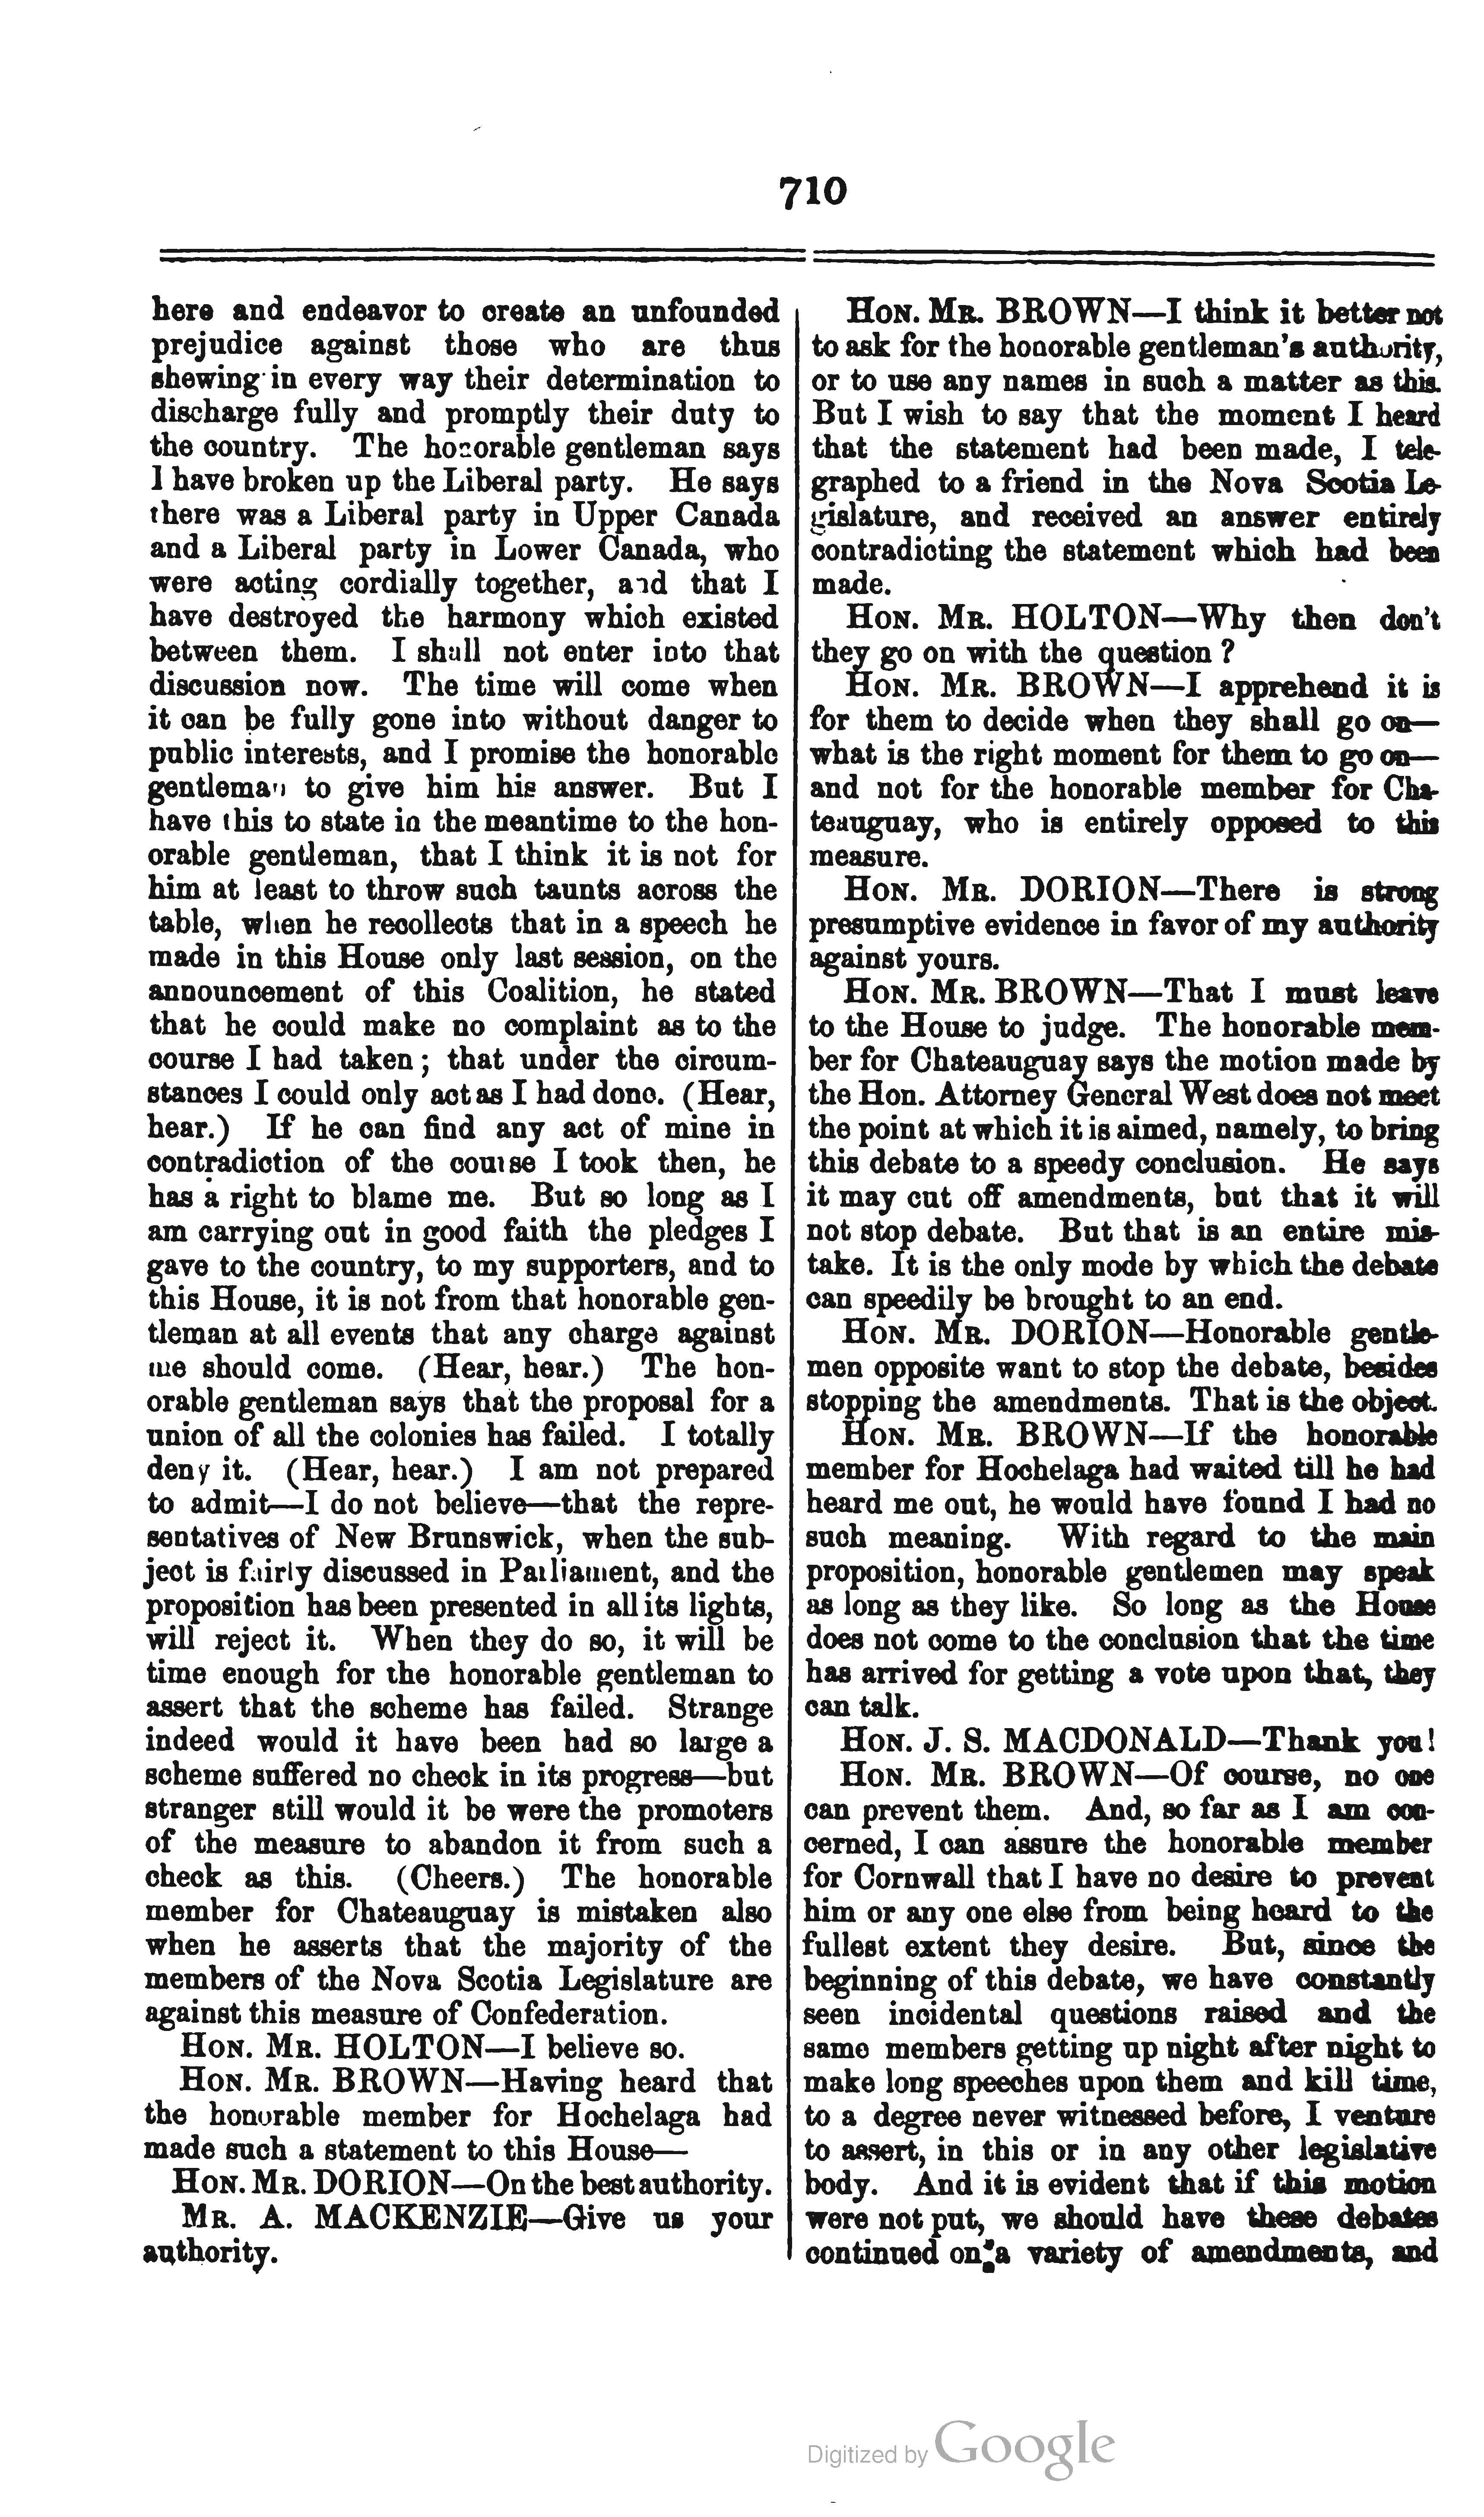 710
here and endeavor to create an unfounded
prejudice against those who are thus
shewing in every way their determination to
discharge fully and promptly their duty to
the country. The honorable gentleman says
I have broken up the Liberal party. He says
there was a Liberal party in Upper Canada
and a Liberal party in Lower Canada, who
were acting cordially together, and that I
have destroyed the harmony which existed
between them. I shall not enter into that
discussion now. The time will come when
it can be fully gone into without danger to
public interests, and I promise the honorable
gentleman to give him his answer. But I
have this to state in the meantime to the hon-
orable gentleman, that I think it is not for
him at least to throw such taunts across the
table, when he recollects that in a speech he
made in this House only last session, on the
announcement of this Coalition, he stated
that he could make no complaint as to the
course I had taken; that under the circum-
stances I could only act as I had done. (Hear,
hear.) If he can find any act of mine in
contradiction of the course I took then, he
has a right to blame me. But so long as I
am carrying out in good faith the pledges I
gave to the country, to my supporters, and to
this House, it is not from that honorable gen-
tleman at all events that any charge against
me should come. (Hear, hear.) The hon-
orable gentleman says that the proposal for a
union of all the colonies has failed. I totally
deny it. (Hear, hear.) I am not prepared
to admit—I do not believe—that the repre-
sentatives of New Brunswick, when the sub-
ject is fairly discussed in Parliament, and the
proposition has been presented in all its lights,
will reject it. When they do so, it will be
time enough for the honorable gentleman to
assert that the scheme has failed. Strange
indeed would it have been had so large a
scheme suffered no check in its progress—but
stranger still would it be were the promoters
of the measure to abandon it from such a
check as this. (Cheers.) The honorable
member for Chateauguay is mistaken also
when he asserts that the majority of the
members of the Nova Scotia Legislature are
against this measure of Confederation.
HON. MR. HOLTON—I believe so.
HON. MR. BROWN—Having heard that
the honorable member for Hochelaga had
made such a statement to this House—
HON. MR. DORION—On the best authority.
MR. A. MACKENZIE—Give us your
authority.
HON. MR. BROWN—I think it better not
to ask for the honorable gentleman's authority,
or to use any names in such a matter as this.
But I wish to say that the moment I heard
that the statement had been made, I tele-
graphed to a friend in the Nova Scotia Le-
gislature, and received an answer entirely
contradicting the statement which had been
made.
HON. MR. HOLTON—Why then don't
they go on with the question?
HON. MR. BROWN—I apprehend it is
for them to decide when they shall go on—
what is the right moment for them to go on—
and not for the honorable member for Cha-
teauguay, who is entirely opposed to this
measure.
HON. MR. DORION—There is strong
presumptive evidence in favor of my authority
against yours.
HON. MR. BROWN—That I must leave
to the House to judge. The honorable mem-
ber for Chateauguay says the motion made by
the Hon. Attorney General West does not meet
the point at which it is aimed, namely, to bring
this debate to a speedy conclusion. He says
it may cut off amendments, but that it will
not stop debate. But that is an entire mis-
take. It is the only mode by which the debate
can speedily be brought to an end.
HON. MR. DORION—Honorable gentle-
men opposite want to stop the debate, besides
stopping the amendments. That is the object.
HON. MR. BROWN—If the honorable
member for Hochelaga had waited till he had
heard me out, he would have found I had no
such meaning. With regard to the main
proposition, honorable gentlemen may speak
as long as they like. So long as the House
does not come to the conclusion that the time
has arrived for getting a vote upon that, they
can talk.
HON. J. S. MACDONALD—Thank you!
HON. MR. BROWN—Of course, no one
can prevent them. And, so far as I am con-
cerned, I can assure the honorable member
for Cornwall that I have no desire to prevent
him or any one else from being heard to the
fullest extent they desire. But, since the
beginning of this debate, we have constantly
seen incidental questions raised and the
same members getting up night after night to
make long speeches upon them and kill time,
to a degree never witnessed before, I venture
to assert, in this or in any other legislative
body. And it is evident that if this motion
were not put, we should have these debates
continued on a variety of amendments, and
Digitized by Google